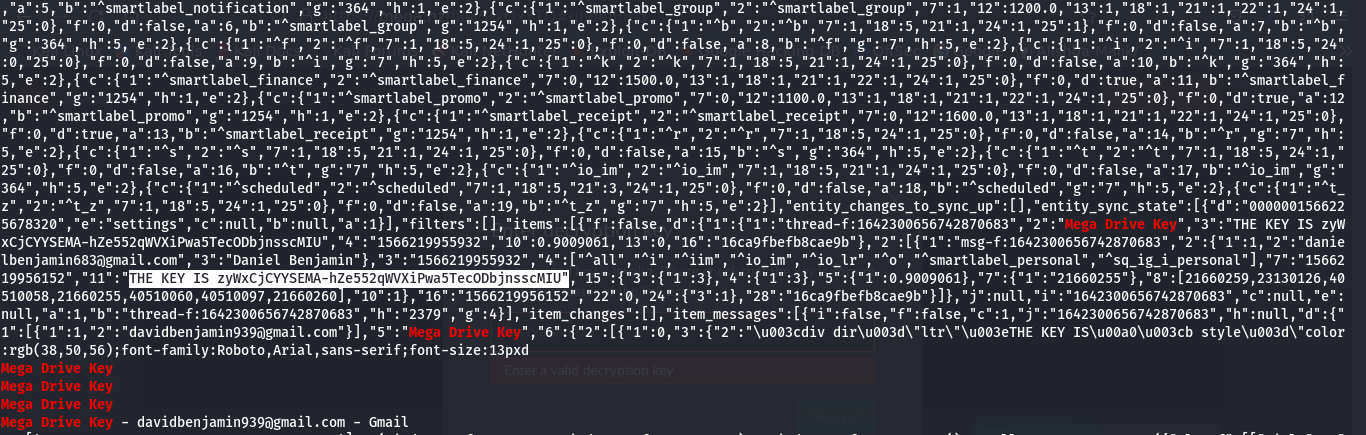 ,"a":5,"b":"^smartlabel_notification","g":"364","h":1,"e":2},{"c":{"1":"^smartlabel_group","2":"^smartlabel_group","7":1,"12":1200.0,"13":1,"18":1,"21":1,"22":1,"24":1,
"25":0},"f":0,"d":false,"a":6,"b":"^smartlabel_group","g":"1254","h":1,"e":2},{"c":{"1":"^b","2":"^b","7":1,"18":5,"21":1,"24":1,"25":1},"f":0,"d":false,"a":7,"b":"^b",
"g":"364","h":5,"e":2},{"c":{"1":"^f","2":"^f","7":1,"18":5,"24":1,"25":0},"f":0,"d":false,"a":8,"b":"^f","g":"7","h":5,"e":2},{"c":{"1":"^i","2":"^i","7":1,"18":5,"24"
:0,"25":0},"f":0,"d":false,"a":9,"b":"^i","g":"7","h":5,"e":2},{"c":{"1":"^k","2":"^k","7":1,"18":5,"21":1,"24":1,"25":0},"f":0,"d":false,"a":10,"b":"^k","g":"364","h":
5,"e":2},{"c":{"1":"^smartlabel_finance","2":"^smartlabel_finance","7":0,"12":1500.0,"13":1,"18":1,"21":1,"22":1,"24":1,"25":0},"f":0,"d":true,"a":11,"b":"^smartlabel_f
inance","g":"1254","h":1,"e":2},{"c":{"1":"^smartlabel_promo","2":"^smartlabel_promo","7":0,"12":1100.0,"13":1,"18":1,"21":1,"22":1,"24":1,"25":0},"f":0,"d":true,"a":12
,"b":"^smartlabel_promo","g":"1254","h":1,"e":2},{"c":{"1":"^smartlabel_receipt","2":"^smartlabel_receipt","7":0,"12":1600.0,"13":1,"18":1,"21":1,"22":1,"24":1,"25":0},
"f":0,"d":true,"a":13,"b":"^smartlabel_receipt","g":"1254","h":1,"e":2},{"c":{"1":"^r","2":"^r","7":1,"18":5,"24":1,"25":0},"f":0,"d":false,"a":14,"b":"^r","g":"7","h":
5,"e":2},{"c":{"1":"^s","2":"^s","7":1,"18":5,"21":1,"24":1,"25":0},"f":0,"d":false,"a":15,"b":"^s","g":"364","h":5,"e":2},{"c":{"1":"^t","2":"^t","7":1,"18":5,"24":1,"
25":0},"f":0,"d":false,"a":16,"b":"^t","g":"7","h":5,"e":2},{"c":{"1":"^io_im","2":"^io_im","7":1,"18":5,"21":1,"24":1,"25":0},"f":0,"d":false,"a":17,"b":"^io_im","g":"
364","h":5,"e":2},{"c":{"1":"^scheduled","2":"^scheduled","7":1,"18":5,"21":3,"24":1,"25":0},"f":0,"d":false,"a":18,"b":"^scheduled","g":"7","h":5,"e":2},{"c":{"1":"^t_
z","2":"^t_z","7":1,"18":5,"24":1,"25":0},"f":0,"d":false,"a":19,"b":"^t_z","g":"7","h":5,"e":2}],"entity_changes_to_sync_up":[],"entity_sync_state":[{"d":"000000156622
5678320","e":"settings","c":null,"b":null,"a":1}],"filters":[],"items":[{"f":false,"d":{"1":{"1":"thread-f:1642300656742870683","2":"Mega Drive Key","3":"THE KEY IS zyW
xCjCYYSEMA-hZe552qWVXiPwa5TecODbjnsscMIU","4":"1566219955932","10":0.9009061,"13":0,"16":"16ca9fbefb8cae9b"},"2":[{"1":"msg-f:1642300656742870683","2":{"1":1,"2":"danie
lbenjamin683@gmail.com","3":"Daniel Benjamin"},"3":"1566219955932","4":["^all","^i","^iim","^io_im","^io_lr","^o","^smartlabel_personal","^sq_ig_i_personal"],"7":"15662
19956152","11":"THE KEY IS zyWxCjCYYSEMA-hZe552qWVXiPwa5TecODbjnsscMIU","15":{"3":{"1":3},"4":{"1":3},"5":{"1":0.9009061},"7":{"1":"21660255"},"8":[21660259,23130126,40
510058,21660255,40510060,40510097,21660260],"10":1},"16":"1566219956152","22":0,"24":{"3":1},"28":"16ca9fbefb8cae9b"}]},"j":null,"i":"1642300656742870683","c":null,"e":
null,"a":1,"b":"thread-f:1642300656742870683","h":"7379","g":4}],"item_changes":[],"item_messages":[{"i":false,"f":false,"c":1,"j":"1642300656742870683","h":null,"d":{"
1":[{"1":1,"2":"davidbenjamin939@gmail.com"}],"5":"Mega Drive Key","6":{"2":[{"1":0,"3":{"2":"\u003cdiv dir\u003d\"ltr\"\u003eTHE KEY IS\u00a0\u003cb style\u003d\"color
:rgb(38,50,56);font-family:Roboto,Arial,sans-serif;font-size:13pxd
Mega Drive Key
Enter a valid decryption key
Mega Drive Key
Mega Drive Key
Mega Drive Key - davidbenjamin939@gmail.com - Gmail